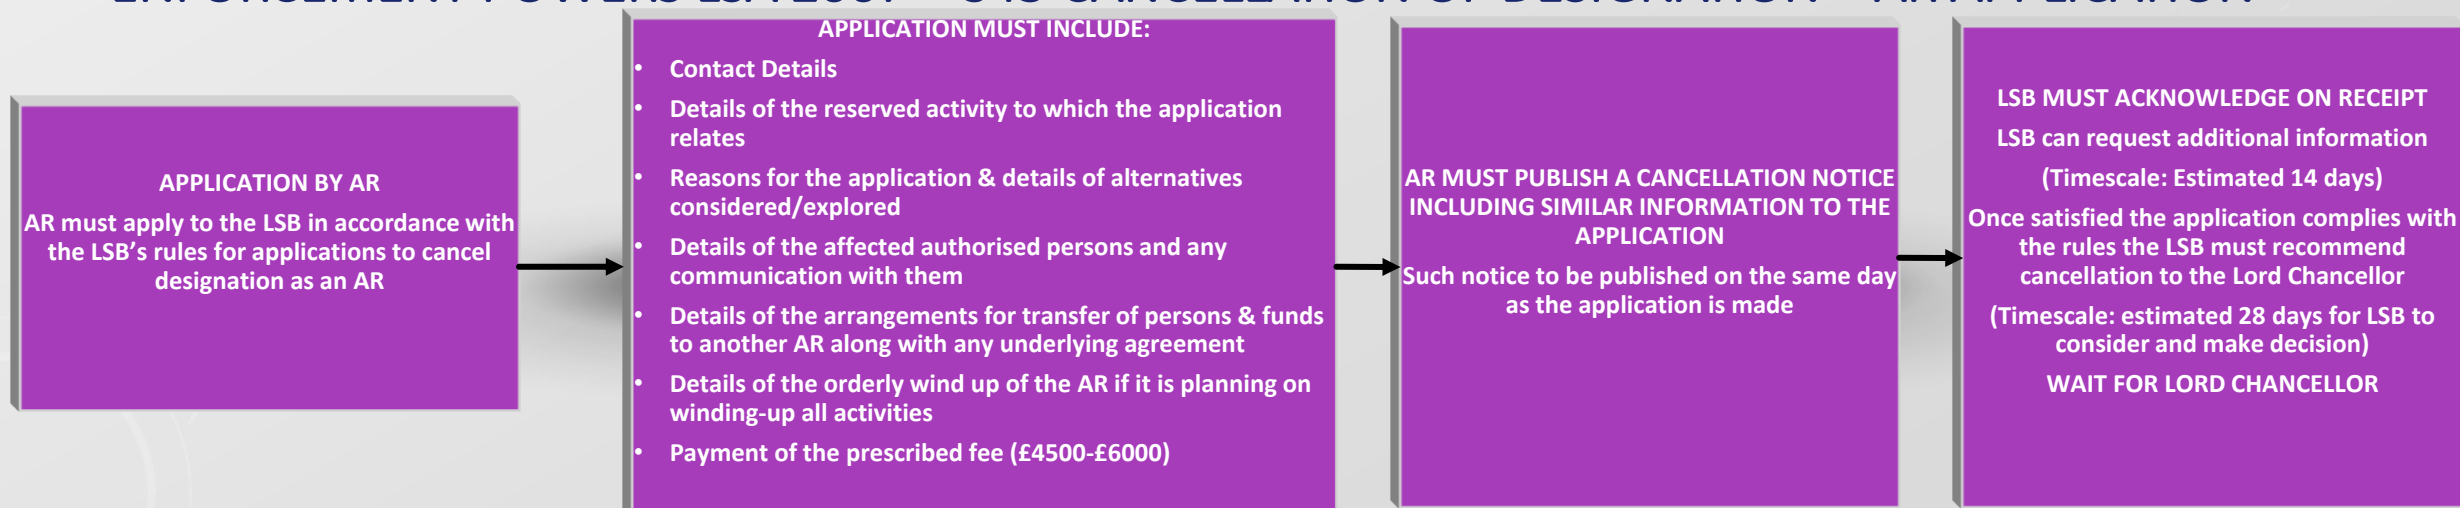 APPLICATION BY AR
AR must apply to the LSB in accordance with
the LSB’s rules for applications to cancel
designation as an AR
APPLICATION MUST INCLUDE:
• Contact Details
• Details of the reserved activity to which the application
relates
• Reasons for the application & details of alternatives
considered/explored
• Details of the affected authorised persons and any
communication with them
• Details of the arrangements for transfer of persons & funds
to another AR along with any underlying agreement
• Details of the orderly wind up of the AR if it is planning on
winding-up all activities
• Payment of the prescribed fee (£4500-£6000)
AR MUST PUBLISH A CANCELLATION NOTICE
INCLUDING SIMILAR INFORMATION TO THE
APPLICATION
Such notice to be published on the same day
as the application is made
LSB MUST ACKNOWLEDGE ON RECEIPT
LSB can request additional information
(Timescale: Estimated 14 days)
Once satisfied the application complies with
the rules the LSB must recommend
cancellation to the Lord Chancellor
(Timescale: estimated 28 days for LSB to
consider and make decision)
WAIT FOR LORD CHANCELLOR